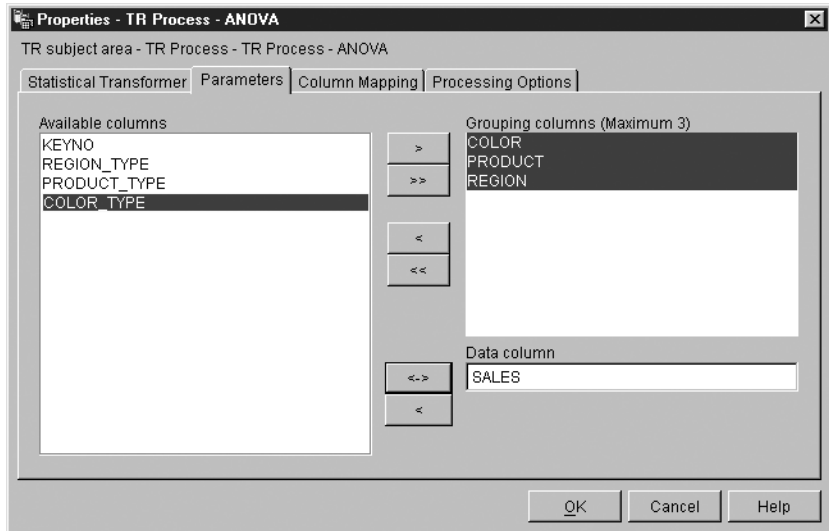 Properties - TR Process - ANOVA
TR subject area - TR Process - TR Process - ANOVA
Statistical Transformer Parameters Column Mapping Processing Options
Available columns
KEYNO
REGION_TYPE
PRODUCT_TYPE
COLOR_TYPE
>
>>
<
<<
<->
<
Grouping columns (Maximum 3)
COLOR
PRODUCT
REGION
Data column
SALES
OK Cancel Help